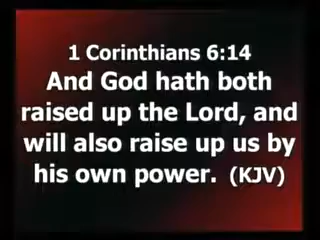 1 Corinthians 6:14
And God hath both
raised up the Lord, and
will also raise up us by
his own power. (KJV)